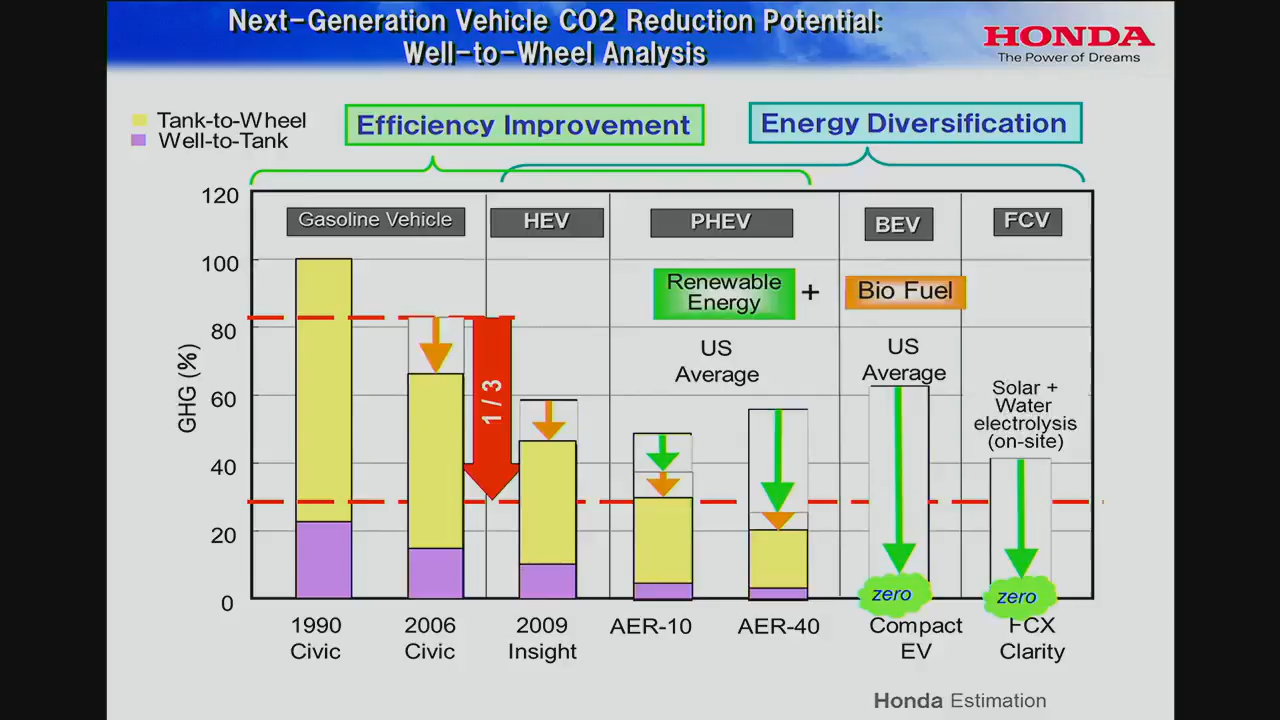 Next-Generation Vehicle CO2 Reduction Potential:
Well-to-Wheel Analysis
HONDA
The Power of Dreams
Tank-to-Wheel
Well-to-Tank
Efficiency Improvement
Energy Diversification
120
100
80
60
40
20
0
GHG (%)
Gasoline Vehicle
HEV
PHEV
BEV
FCV
Renewable
Energy
+
Bio Fuel
US
Average
US
Average
Solar +
Water
electrolysis
(on-site)
1/3
zero
zero
1990
Civic
2006
Civic
2009
Insight
AER-10
AER-40
Compact
EV
FCX
Clarity
Honda Estimation